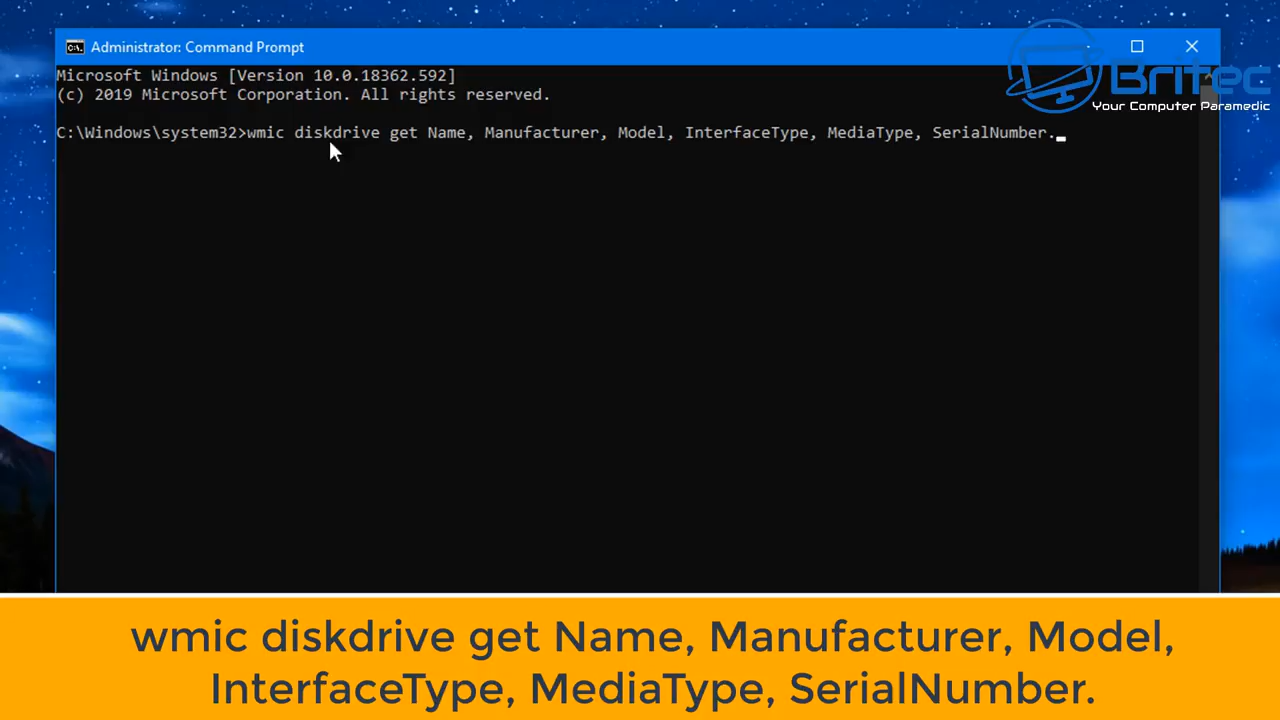 Administrator: Command Prompt
Britec
Your Computer Paramedic
Microsoft Windows [Version 10.0.18362.592]
(c) 2019 Microsoft Corporation. All rights reserved.
C:\Windows\system32>wmic diskdrive get Name, Manufacturer, Model, InterfaceType, MediaType, SerialNumber.
wmic diskdrive get Name, Manufacturer, Model,
InterfaceType, MediaType, SerialNumber.